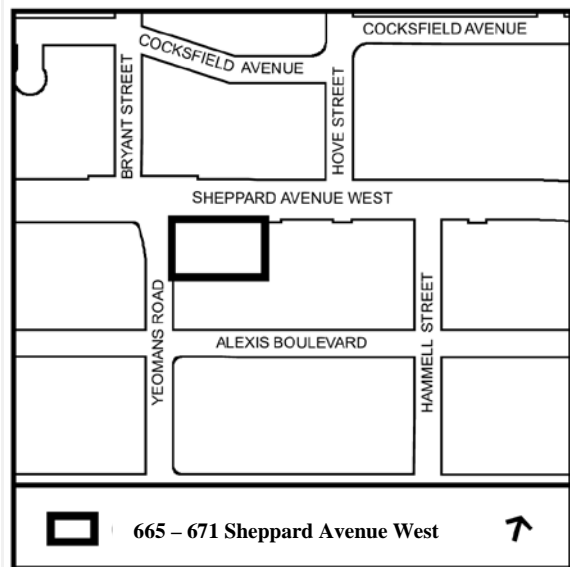 COCKSFIELD AVENUE
COCKSFIELD AVENUE
BRYANT STREET
HOVE STREET
SHEPPARD AVENUE WEST
YEOMANS ROAD
ALEXIS BOULEVARD
HAMMELL STREET
665 – 671 Sheppard Avenue West